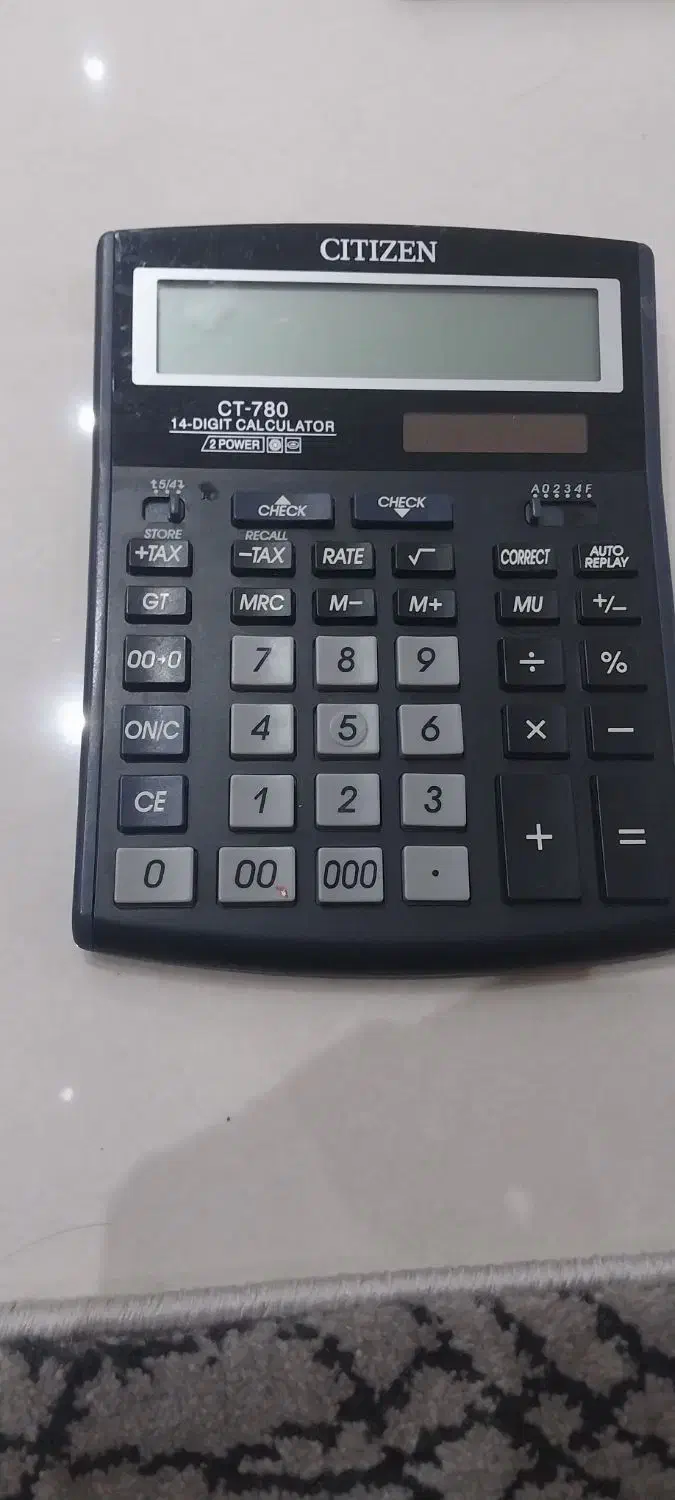 CITIZEN
CT-780
14-DIGIT CALCULATOR
2 POWER
5/4
A 0 2 3 4 F
CHECK
CHECK
STORE
RECALL
+TAX
−TAX
RATE
√
CORRECT
AUTO REPLAY
GT
MRC
M−
M+
MU
+/−
00→0
7
8
9
÷
%
ON/C
4
5
6
×
−
CE
1
2
3
+
=
0
00
000
.